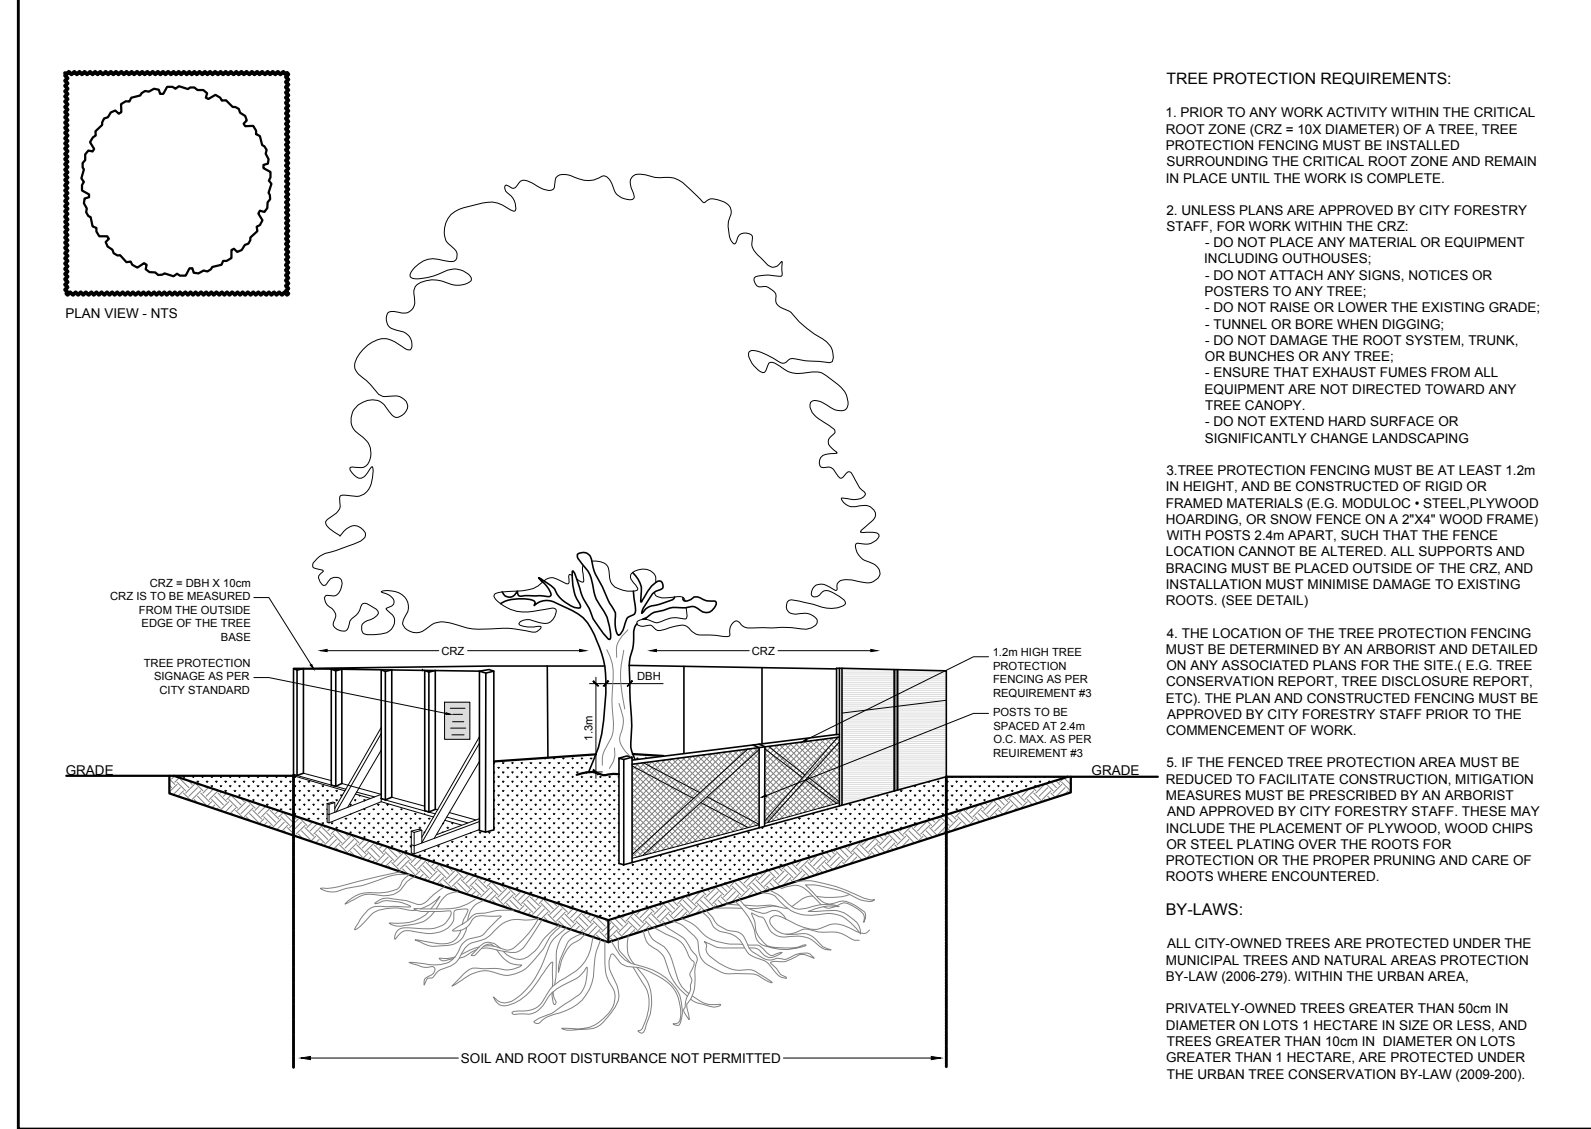 PLAN VIEW - NTS
CRZ = DBH X 10cm
CRZ IS TO BE MEASURED
FROM THE OUTSIDE
EDGE OF THE TREE
BASE
TREE PROTECTION
SIGNAGE AS PER
CITY STANDARD
CRZ
CRZ
DBH
1.3m
1.2m HIGH TREE
PROTECTION
FENCING AS PER
REQUIREMENT #3
POSTS TO BE
SPACED AT 2.4m
O.C. MAX. AS PER
REUIREMENT #3
GRADE
GRADE
SOIL AND ROOT DISTURBANCE NOT PERMITTED
TREE PROTECTION REQUIREMENTS:
1. PRIOR TO ANY WORK ACTIVITY WITHIN THE CRITICAL
ROOT ZONE (CRZ = 10X DIAMETER) OF A TREE, TREE
PROTECTION FENCING MUST BE INSTALLED
SURROUNDING THE CRITICAL ROOT ZONE AND REMAIN
IN PLACE UNTIL THE WORK IS COMPLETE.
2. UNLESS PLANS ARE APPROVED BY CITY FORESTRY
STAFF, FOR WORK WITHIN THE CRZ:
- DO NOT PLACE ANY MATERIAL OR EQUIPMENT
INCLUDING OUTHOUSES;
- DO NOT ATTACH ANY SIGNS, NOTICES OR
POSTERS TO ANY TREE;
- DO NOT RAISE OR LOWER THE EXISTING GRADE;
- TUNNEL OR BORE WHEN DIGGING;
- DO NOT DAMAGE THE ROOT SYSTEM, TRUNK,
OR BUNCHES OR ANY TREE;
- ENSURE THAT EXHAUST FUMES FROM ALL
EQUIPMENT ARE NOT DIRECTED TOWARD ANY
TREE CANOPY.
- DO NOT EXTEND HARD SURFACE OR
SIGNIFICANTLY CHANGE LANDSCAPING
3.TREE PROTECTION FENCING MUST BE AT LEAST 1.2m
IN HEIGHT, AND BE CONSTRUCTED OF RIGID OR
FRAMED MATERIALS (E.G. MODULOC • STEEL,PLYWOOD
HOARDING, OR SNOW FENCE ON A 2"X4" WOOD FRAME)
WITH POSTS 2.4m APART, SUCH THAT THE FENCE
LOCATION CANNOT BE ALTERED. ALL SUPPORTS AND
BRACING MUST BE PLACED OUTSIDE OF THE CRZ, AND
INSTALLATION MUST MINIMISE DAMAGE TO EXISTING
ROOTS. (SEE DETAIL)
4. THE LOCATION OF THE TREE PROTECTION FENCING
MUST BE DETERMINED BY AN ARBORIST AND DETAILED
ON ANY ASSOCIATED PLANS FOR THE SITE.( E.G. TREE
CONSERVATION REPORT, TREE DISCLOSURE REPORT,
ETC). THE PLAN AND CONSTRUCTED FENCING MUST BE
APPROVED BY CITY FORESTRY STAFF PRIOR TO THE
COMMENCEMENT OF WORK.
5. IF THE FENCED TREE PROTECTION AREA MUST BE
REDUCED TO FACILITATE CONSTRUCTION, MITIGATION
MEASURES MUST BE PRESCRIBED BY AN ARBORIST
AND APPROVED BY CITY FORESTRY STAFF. THESE MAY
INCLUDE THE PLACEMENT OF PLYWOOD, WOOD CHIPS
OR STEEL PLATING OVER THE ROOTS FOR
PROTECTION OR THE PROPER PRUNING AND CARE OF
ROOTS WHERE ENCOUNTERED.
BY-LAWS:
ALL CITY-OWNED TREES ARE PROTECTED UNDER THE
MUNICIPAL TREES AND NATURAL AREAS PROTECTION
BY-LAW (2006-279). WITHIN THE URBAN AREA,
PRIVATELY-OWNED TREES GREATER THAN 50cm IN
DIAMETER ON LOTS 1 HECTARE IN SIZE OR LESS, AND
TREES GREATER THAN 10cm IN DIAMETER ON LOTS
GREATER THAN 1 HECTARE, ARE PROTECTED UNDER
THE URBAN TREE CONSERVATION BY-LAW (2009-200).